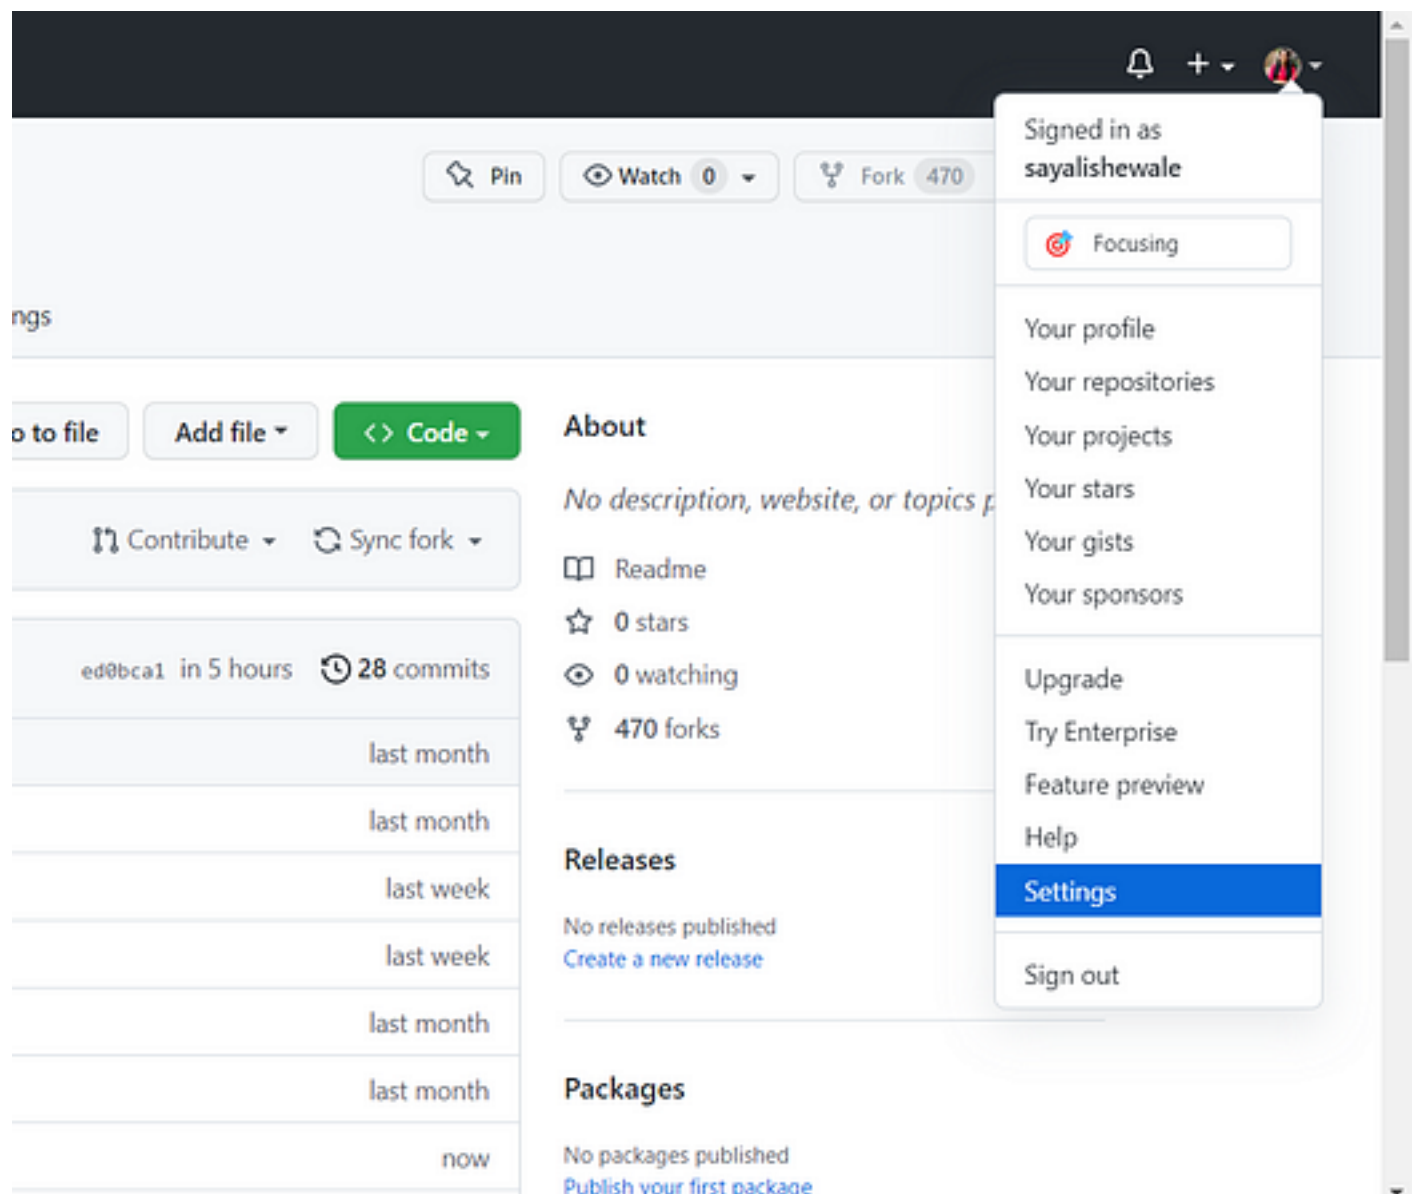 Signed in as
sayalishewale
Pin
Watch 0
Fork 470
Focusing
ngs
Your profile
Your repositories
Your projects
Your stars
Your gists
Your sponsors
Upgrade
Try Enterprise
Feature preview
Help
Settings
Sign out
o to file
Add file
<> Code
Contribute
Sync fork
ed0bca1 in 5 hours 28 commits
last month
last month
last week
last week
last month
last month
now
About
No description, website, or topics p
Readme
0 stars
0 watching
470 forks
Releases
No releases published
Create a new release
Packages
No packages published
Publish your first package